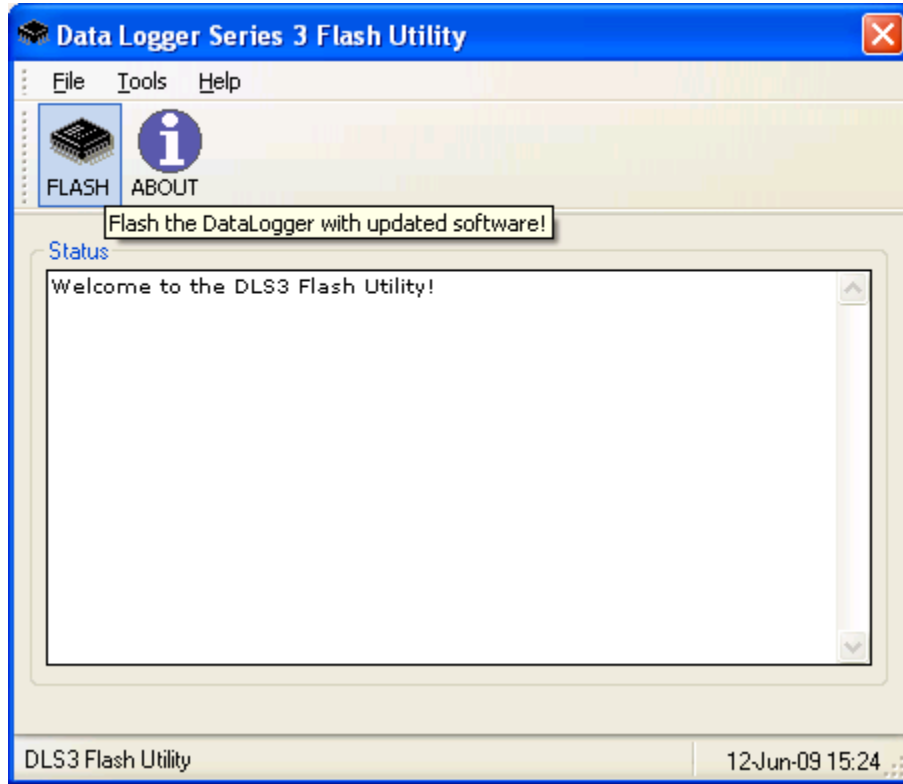 Data Logger Series 3 Flash Utility
File Tools Help
FLASH ABOUT
Flash the DataLogger with updated software!
Status
Welcome to the DLS3 Flash Utility!
DLS3 Flash Utility 12-Jun-09 15:24